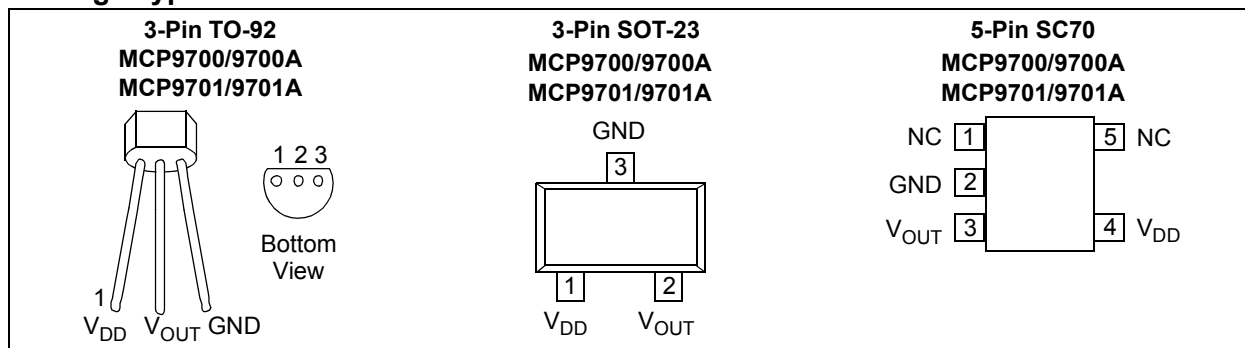 3-Pin TO-92
MCP9700/9700A
MCP9701/9701A
1 2 3
Bottom
View
1
VDD VOUT GND
3-Pin SOT-23
MCP9700/9700A
MCP9701/9701A
GND
3
1 2
VDD VOUT
5-Pin SC70
MCP9700/9700A
MCP9701/9701A
NC 1 5 NC
GND 2
VOUT 3 4 VDD